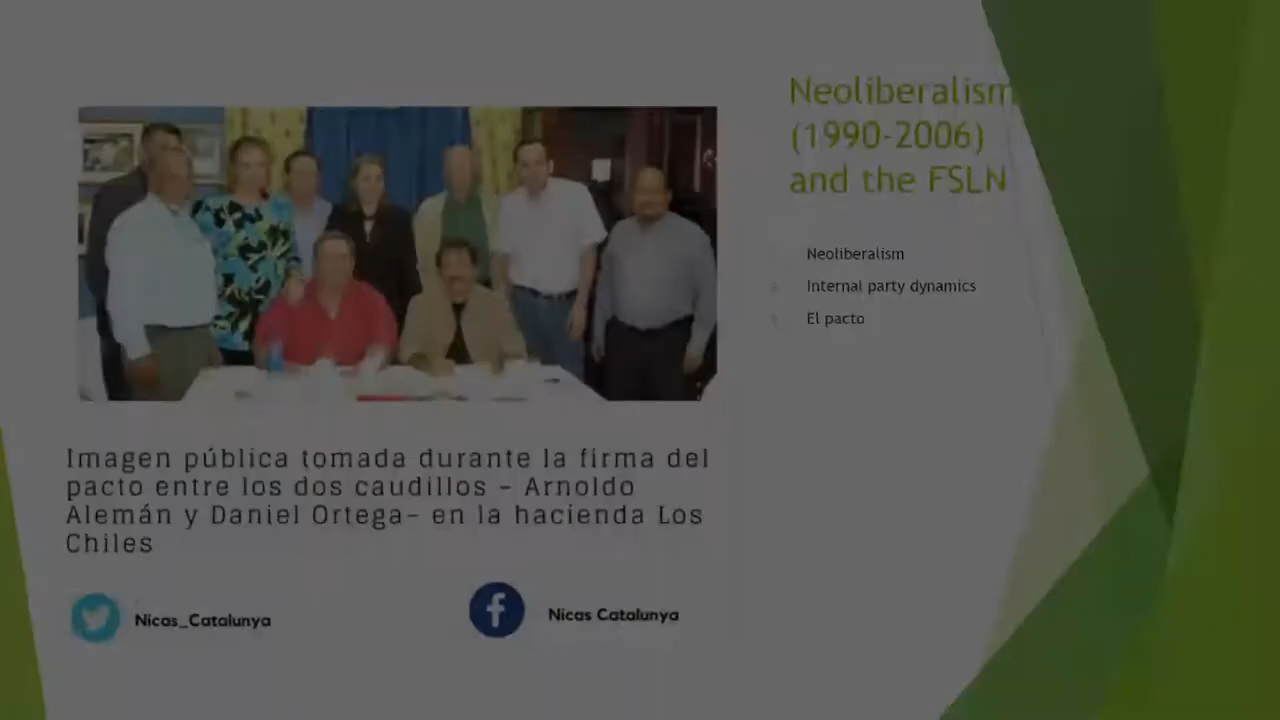 Neoliberalism
(1990-2006)
and the FSLN
Neoliberalism
Internal party dynamics
El pacto
Imagen pública tomada durante la firma del
pacto entre los dos caudillos – Arnoldo
Alemán y Daniel Ortega– en la hacienda Los
Chiles
Nicas_Catalunya
Nicas Catalunya